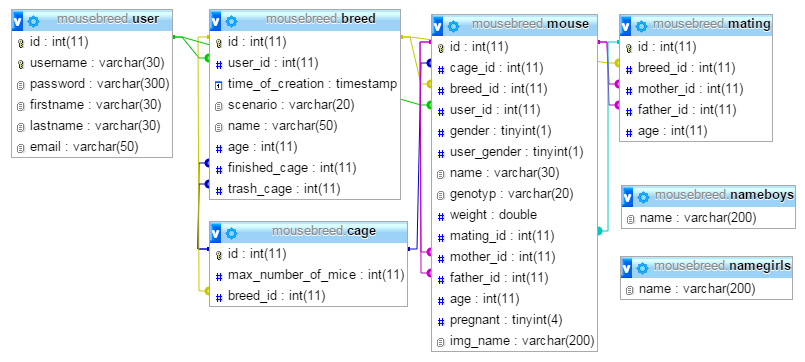 mousebreed.user
id : int(11)
username : varchar(30)
password : varchar(300)
firstname : varchar(30)
lastname : varchar(30)
email : varchar(50)
mousebreed.breed
id : int(11)
user_id : int(11)
time_of_creation : timestamp
scenario : varchar(20)
name : varchar(50)
age : int(11)
finished_cage : int(11)
trash_cage : int(11)
mousebreed.cage
id : int(11)
max_number_of_mice : int(11)
breed_id : int(11)
mousebreed.mouse
id : int(11)
cage_id : int(11)
breed_id : int(11)
user_id : int(11)
gender : tinyint(1)
user_gender : tinyint(1)
name : varchar(30)
genotyp : varchar(20)
weight : double
mating_id : int(11)
mother_id : int(11)
father_id : int(11)
age : int(11)
pregnant : tinyint(4)
img_name : varchar(200)
mousebreed.mating
id : int(11)
breed_id : int(11)
mother_id : int(11)
father_id : int(11)
age : int(11)
mousebreed.nameboys
name : varchar(200)
mousebreed.namegirls
name : varchar(200)